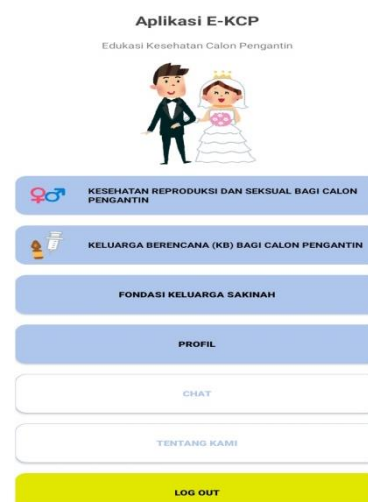 Aplikasi E-KCP
Edukasi Kesehatan Calon Pengantin
KESEHATAN REPRODUKSI DAN SEKSUAL BAGI CALON
PENGANTIN
KELUARGA BERENCANA (KB) BAGI CALON PENGANTIN
FONDASI KELUARGA SAKINAH
PROFIL
CHAT
TENTANG KAMI
LOG OUT